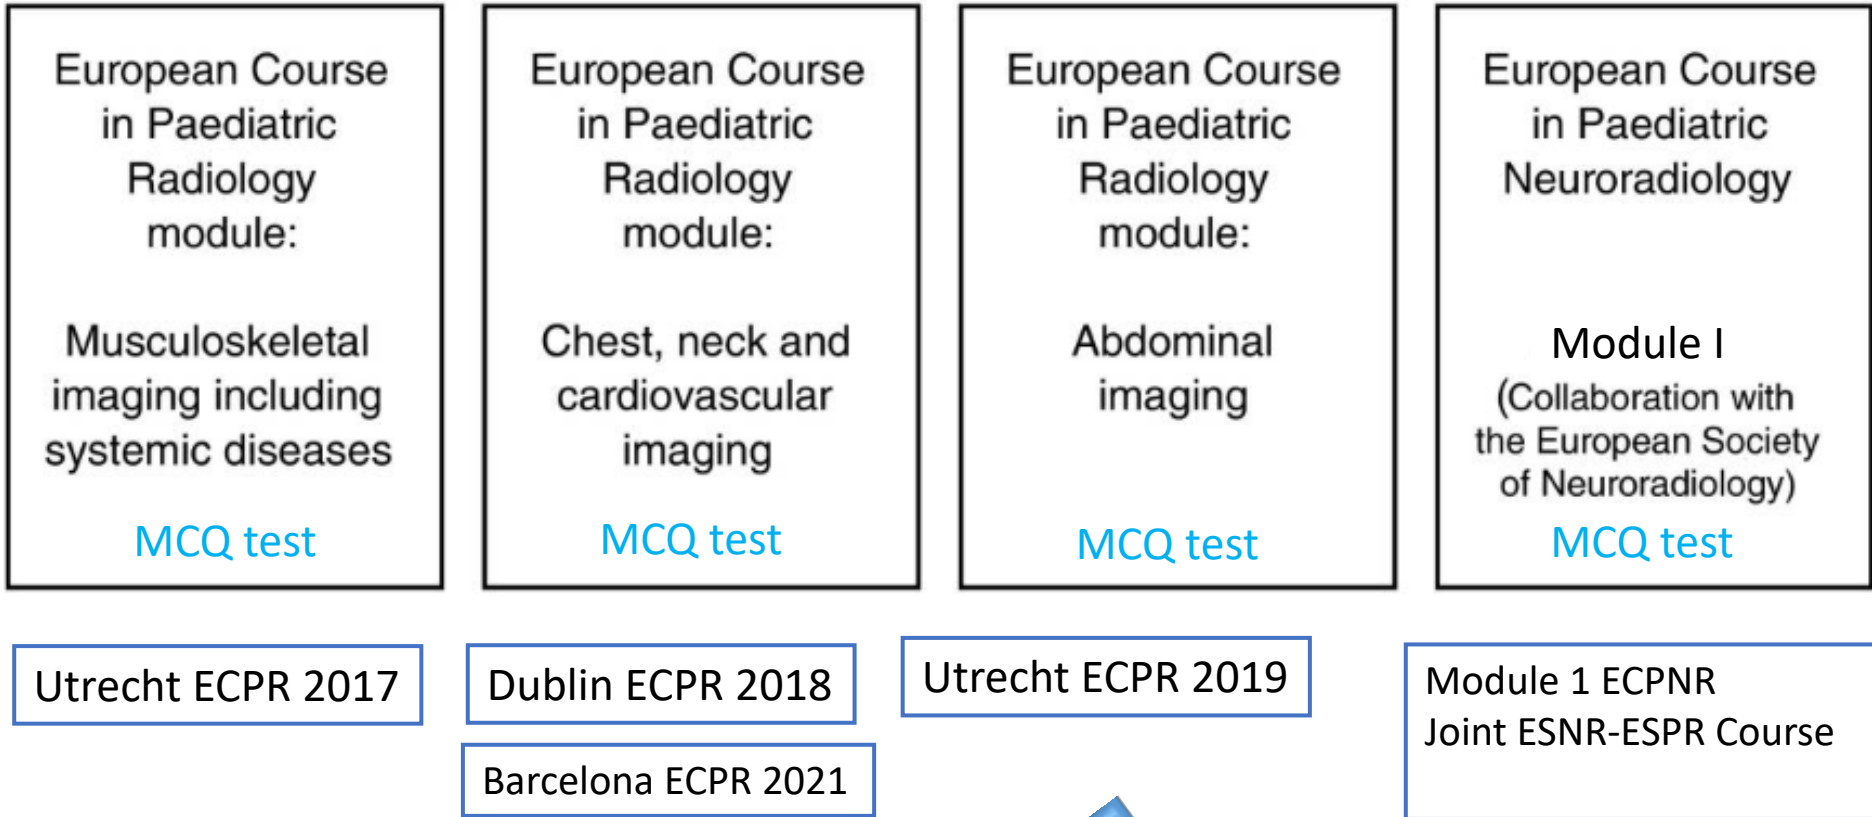 European Course
in Paediatric
Radiology
module:
Musculoskeletal
imaging including
systemic diseases
MCQ test
European Course
in Paediatric
Radiology
module:
Chest, neck and
cardiovascular
imaging
MCQ test
European Course
in Paediatric
Radiology
module:
Abdominal
imaging
MCQ test
European Course
in Paediatric
Neuroradiology
Module I
(Collaboration with
the European Society
of Neuroradiology)
MCQ test
Utrecht ECPR 2017
Dublin ECPR 2018
Barcelona ECPR 2021
Utrecht ECPR 2019
Module 1 ECPNR
Joint ESNR-ESPR Course